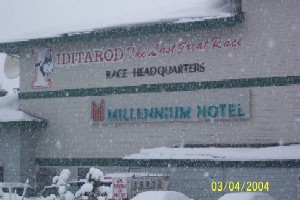 IDITAROD The Last Great Race
RACE HEADQUARTERS
MILLENNIUM HOTEL
03/04/2004